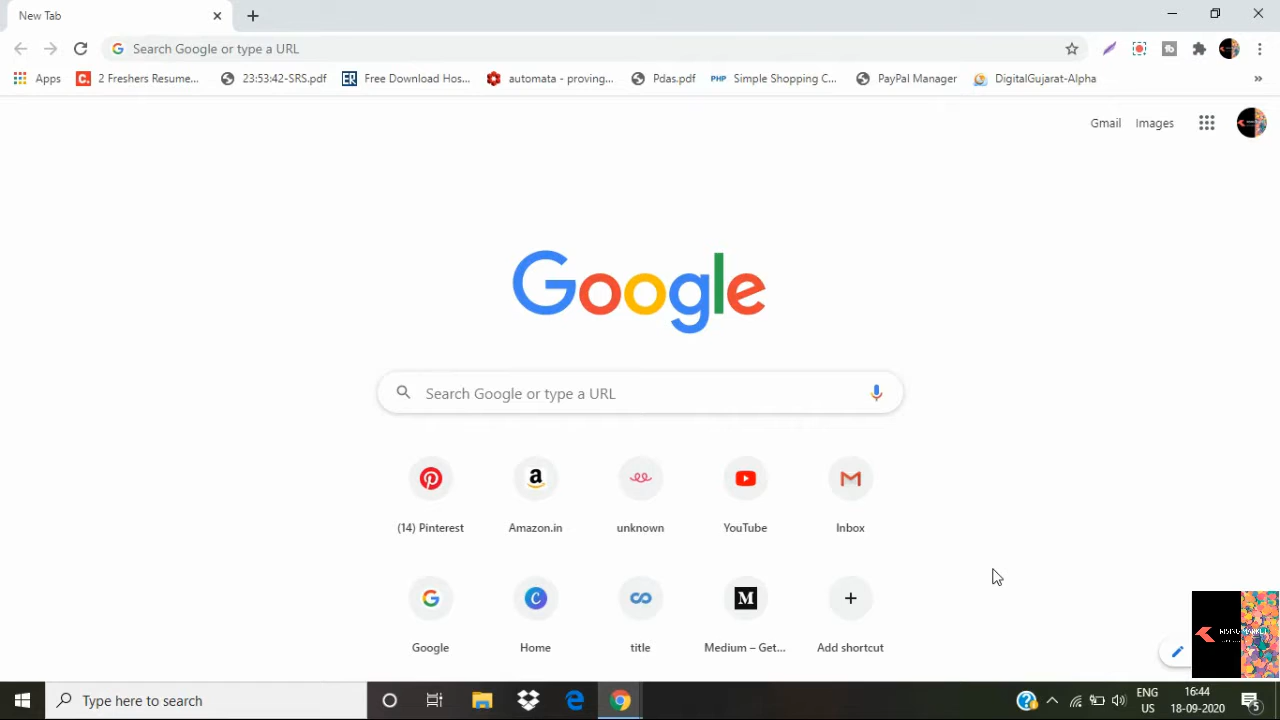 New Tab
Search Google or type a URL
Apps
2 Freshers Resume...
23:53:42-SRS.pdf
Free Download Hos...
automata - proving...
Pdas.pdf
PHP Simple Shopping C...
PayPal Manager
DigitalGujarat-Alpha
»
Gmail
Images
Google
Search Google or type a URL
(14) Pinterest
Amazon.in
unknown
YouTube
Inbox
Google
Home
title
Medium – Get...
Add shortcut
RISING MARKET
Type here to search
ENG
US
16:44
18-09-2020
5